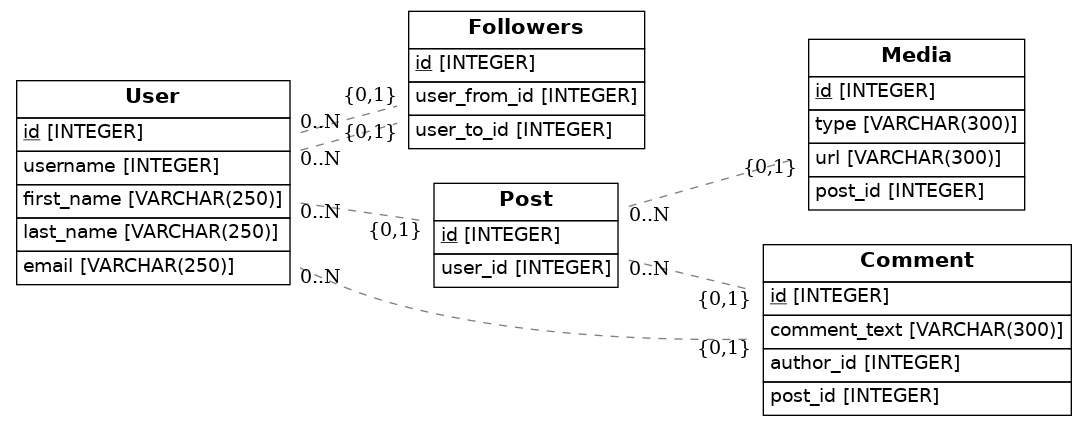 User
id [INTEGER]
username [INTEGER]
first_name [VARCHAR(250)]
last_name [VARCHAR(250)]
email [VARCHAR(250)]
0..N
0..N
0..N
0..N
{0,1}
{0,1}
{0,1}
Followers
id [INTEGER]
user_from_id [INTEGER]
user_to_id [INTEGER]
Post
id [INTEGER]
user_id [INTEGER]
0..N
0..N
{0,1}
{0,1}
{0,1}
Media
id [INTEGER]
type [VARCHAR(300)]
url [VARCHAR(300)]
post_id [INTEGER]
Comment
id [INTEGER]
comment_text [VARCHAR(300)]
author_id [INTEGER]
post_id [INTEGER]